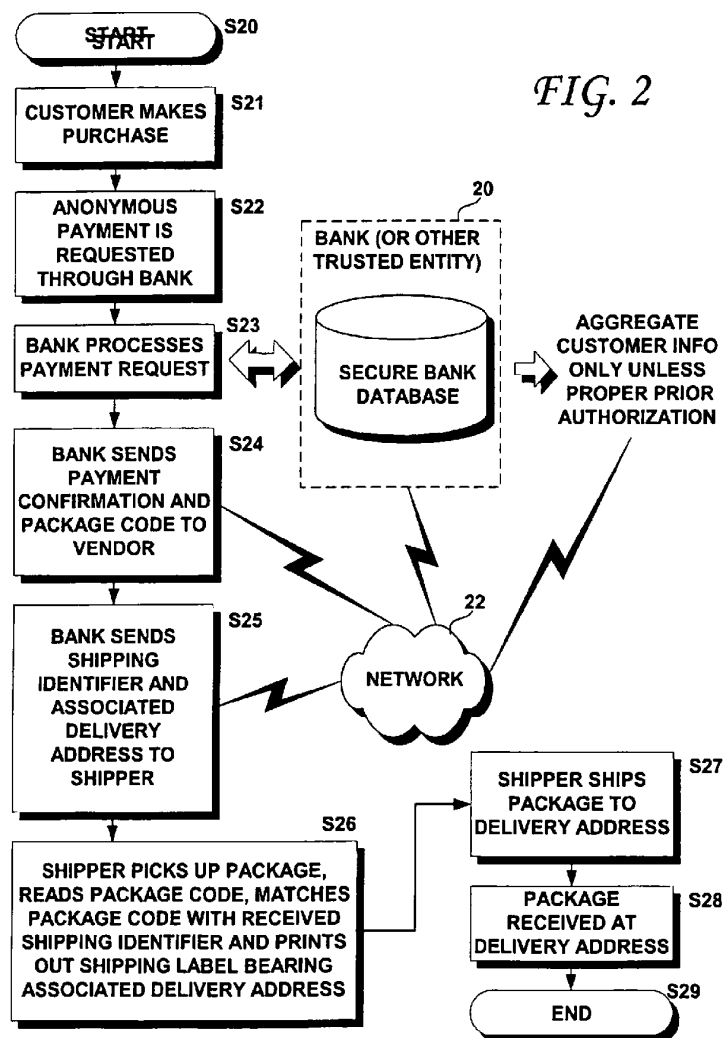 START
START
S20
FIG. 2
CUSTOMER MAKES
PURCHASE
S21
ANONYMOUS
PAYMENT IS
REQUESTED
THROUGH BANK
S22
BANK PROCESSES
PAYMENT REQUEST
S23
20
BANK (OR OTHER
TRUSTED ENTITY)
SECURE BANK
DATABASE
AGGREGATE
CUSTOMER INFO
ONLY UNLESS
PROPER PRIOR
AUTHORIZATION
BANK SENDS
PAYMENT
CONFIRMATION AND
PACKAGE CODE TO
VENDOR
S24
BANK SENDS
SHIPPING
IDENTIFIER AND
ASSOCIATED
DELIVERY
ADDRESS TO
SHIPPER
S25
22
NETWORK
S26
SHIPPER PICKS UP PACKAGE,
READS PACKAGE CODE, MATCHES
PACKAGE CODE WITH RECEIVED
SHIPPING IDENTIFIER AND PRINTS
OUT SHIPPING LABEL BEARING
ASSOCIATED DELIVERY ADDRESS
SHIPPER SHIPS
PACKAGE TO
DELIVERY ADDRESS
S27
PACKAGE
RECEIVED AT
DELIVERY ADDRESS
S28
END
S29